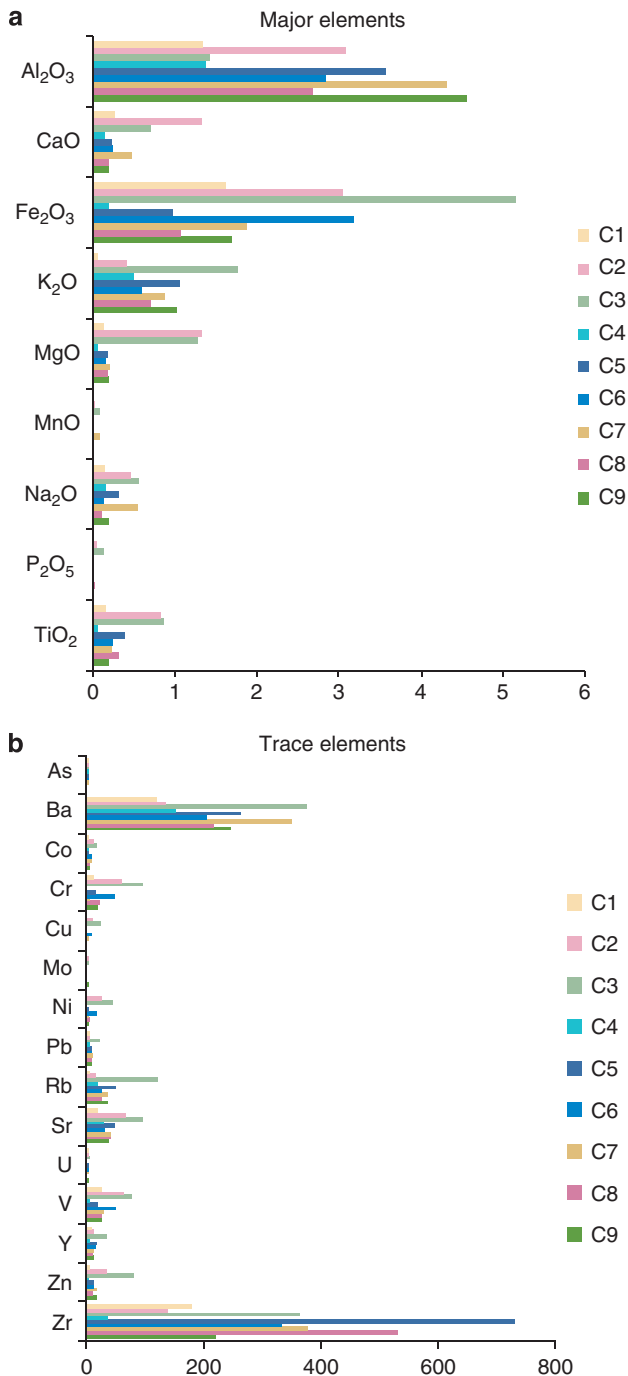 a
Major elements
Al₂O₃
CaO
Fe₂O₃
K₂O
MgO
MnO
Na₂O
P₂O₅
TiO₂
0 1 2 3 4 5 6
C1
C2
C3
C4
C5
C6
C7
C8
C9
b
Trace elements
As
Ba
Co
Cr
Cu
Mo
Ni
Pb
Rb
Sr
U
V
Y
Zn
Zr
0 200 400 600 800
C1
C2
C3
C4
C5
C6
C7
C8
C9